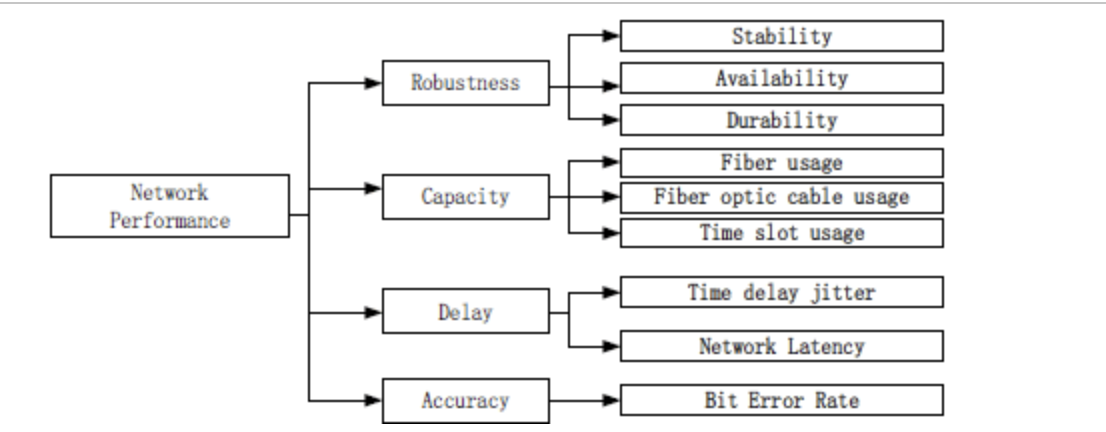 Network
Performance
Robustness
Stability
Availability
Durability
Capacity
Fiber usage
Fiber optic cable usage
Time slot usage
Delay
Time delay jitter
Network Latency
Accuracy
Bit Error Rate